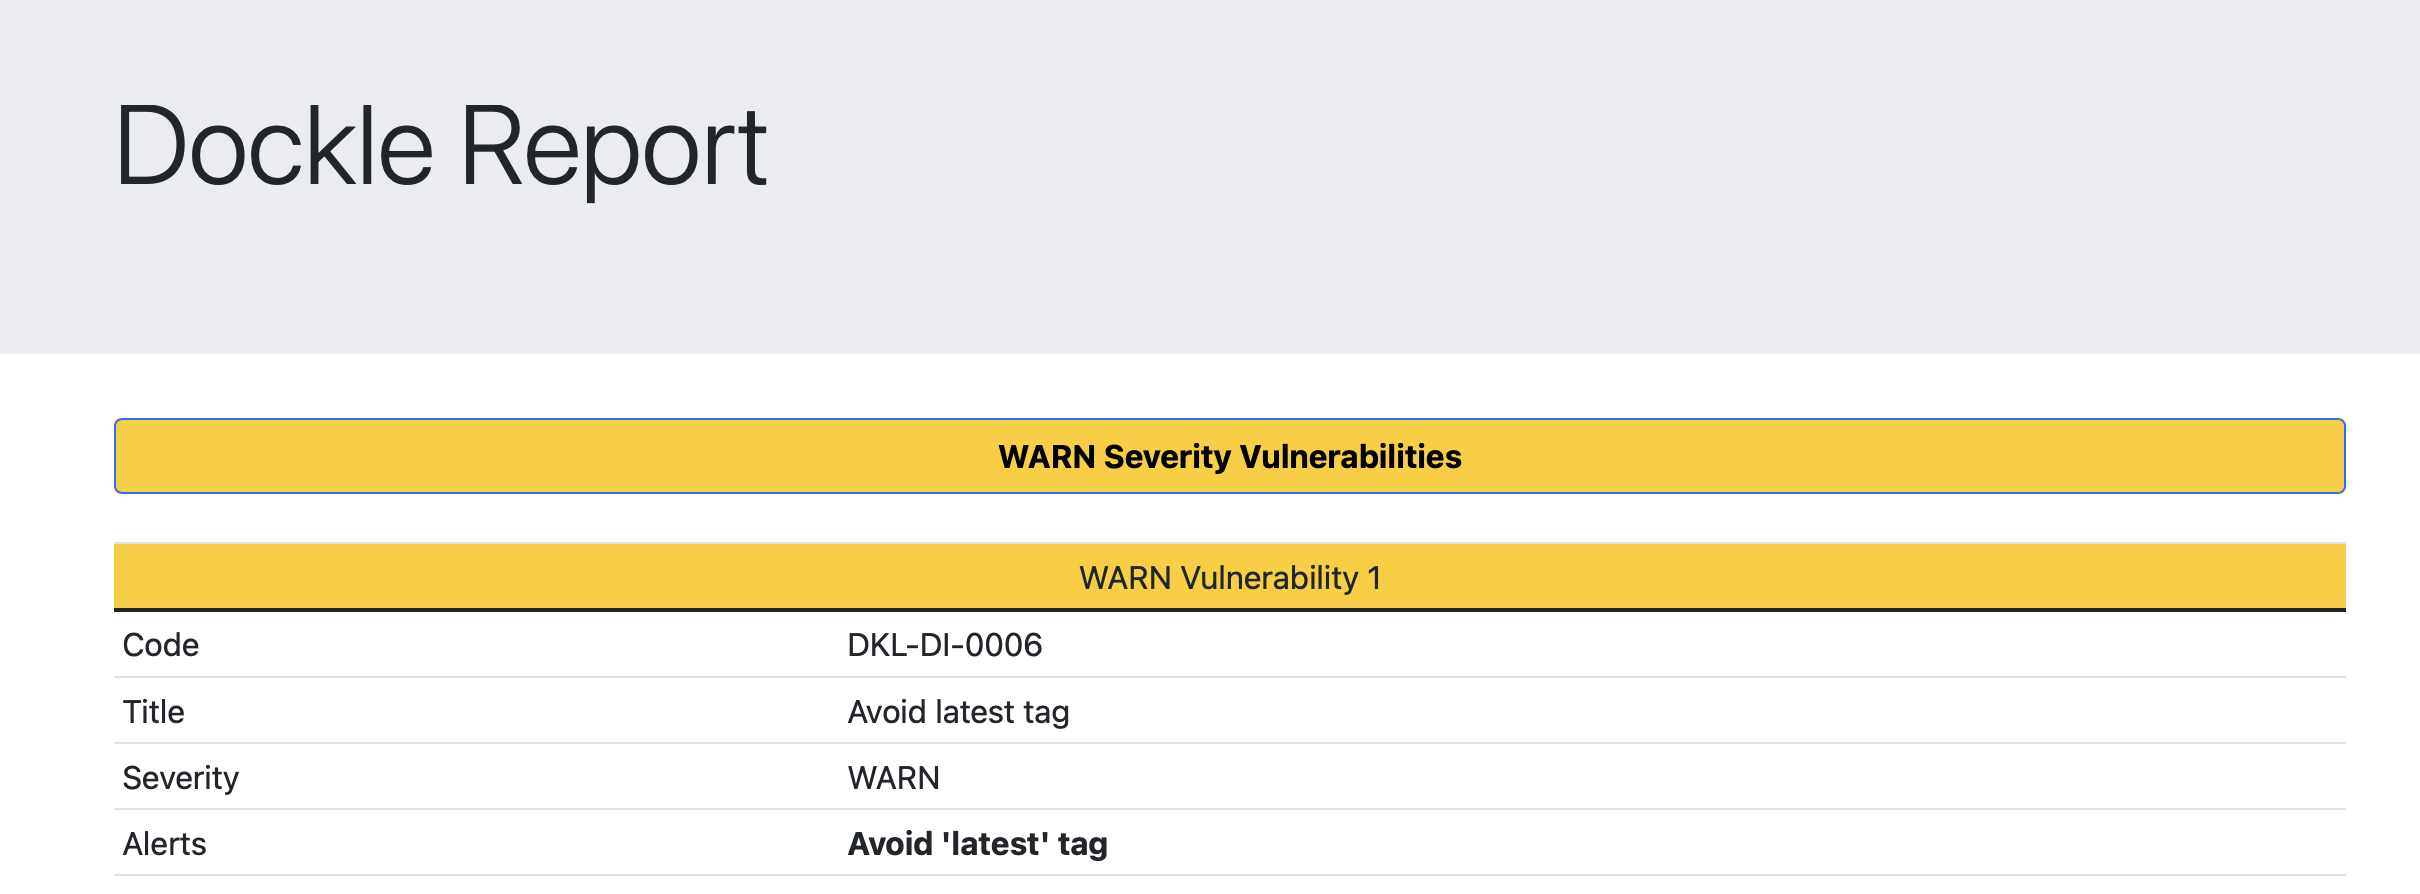 Dockle Report
WARN Severity Vulnerabilities
WARN Vulnerability 1
Code DKL-DI-0006
Title Avoid latest tag
Severity WARN
Alerts Avoid 'latest' tag